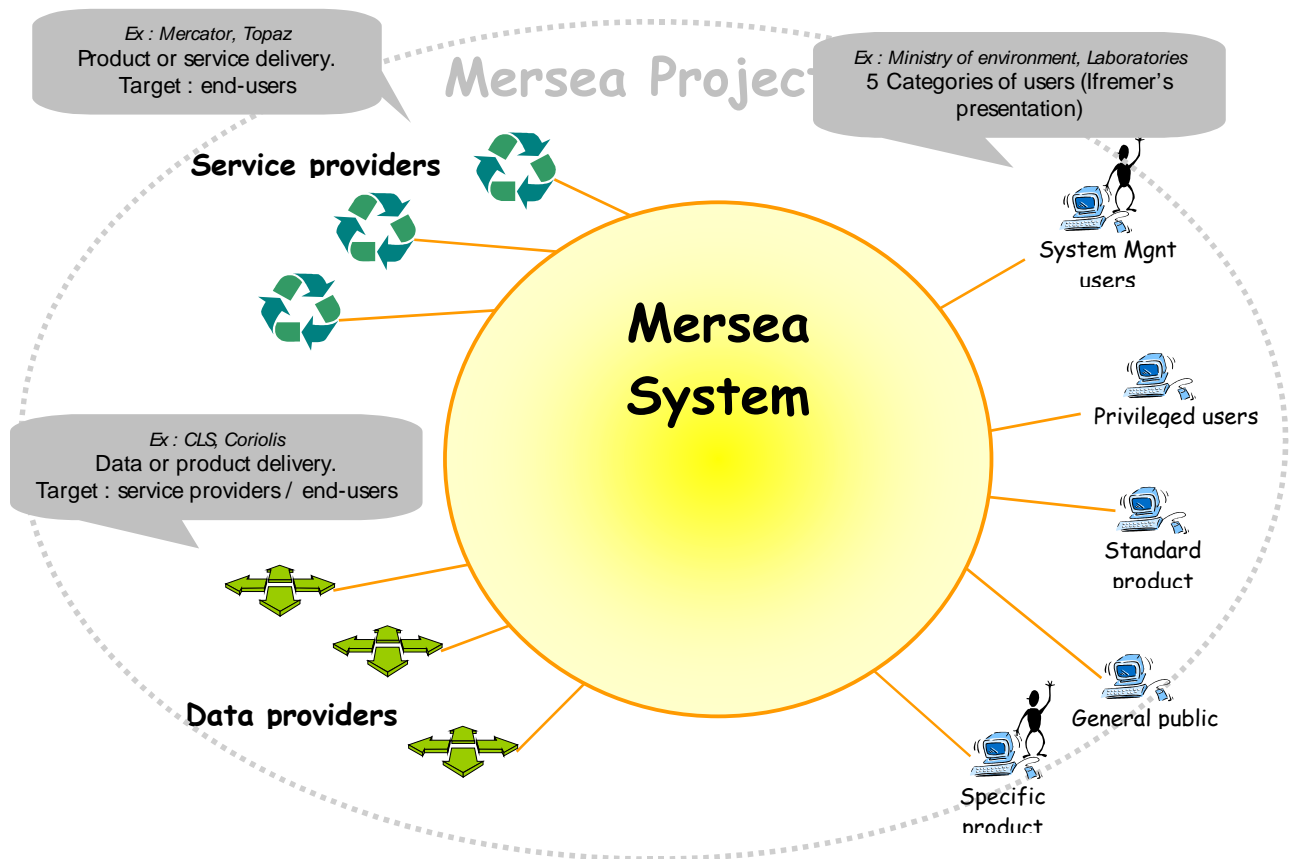 Ex : Mercator, Topaz
Product or service delivery.
Target : end-users
Mersea Projec
Ex : Ministry of environment, Laboratories
5 Categories of users (Ifremer's
presentation)
Service providers
System Mgnt
users
Mersea
System
Privileged users
Ex : CLS, Coriolis
Data or product delivery.
Target : service providers / end-users
Standard
product
Data providers
General public
Specific
product